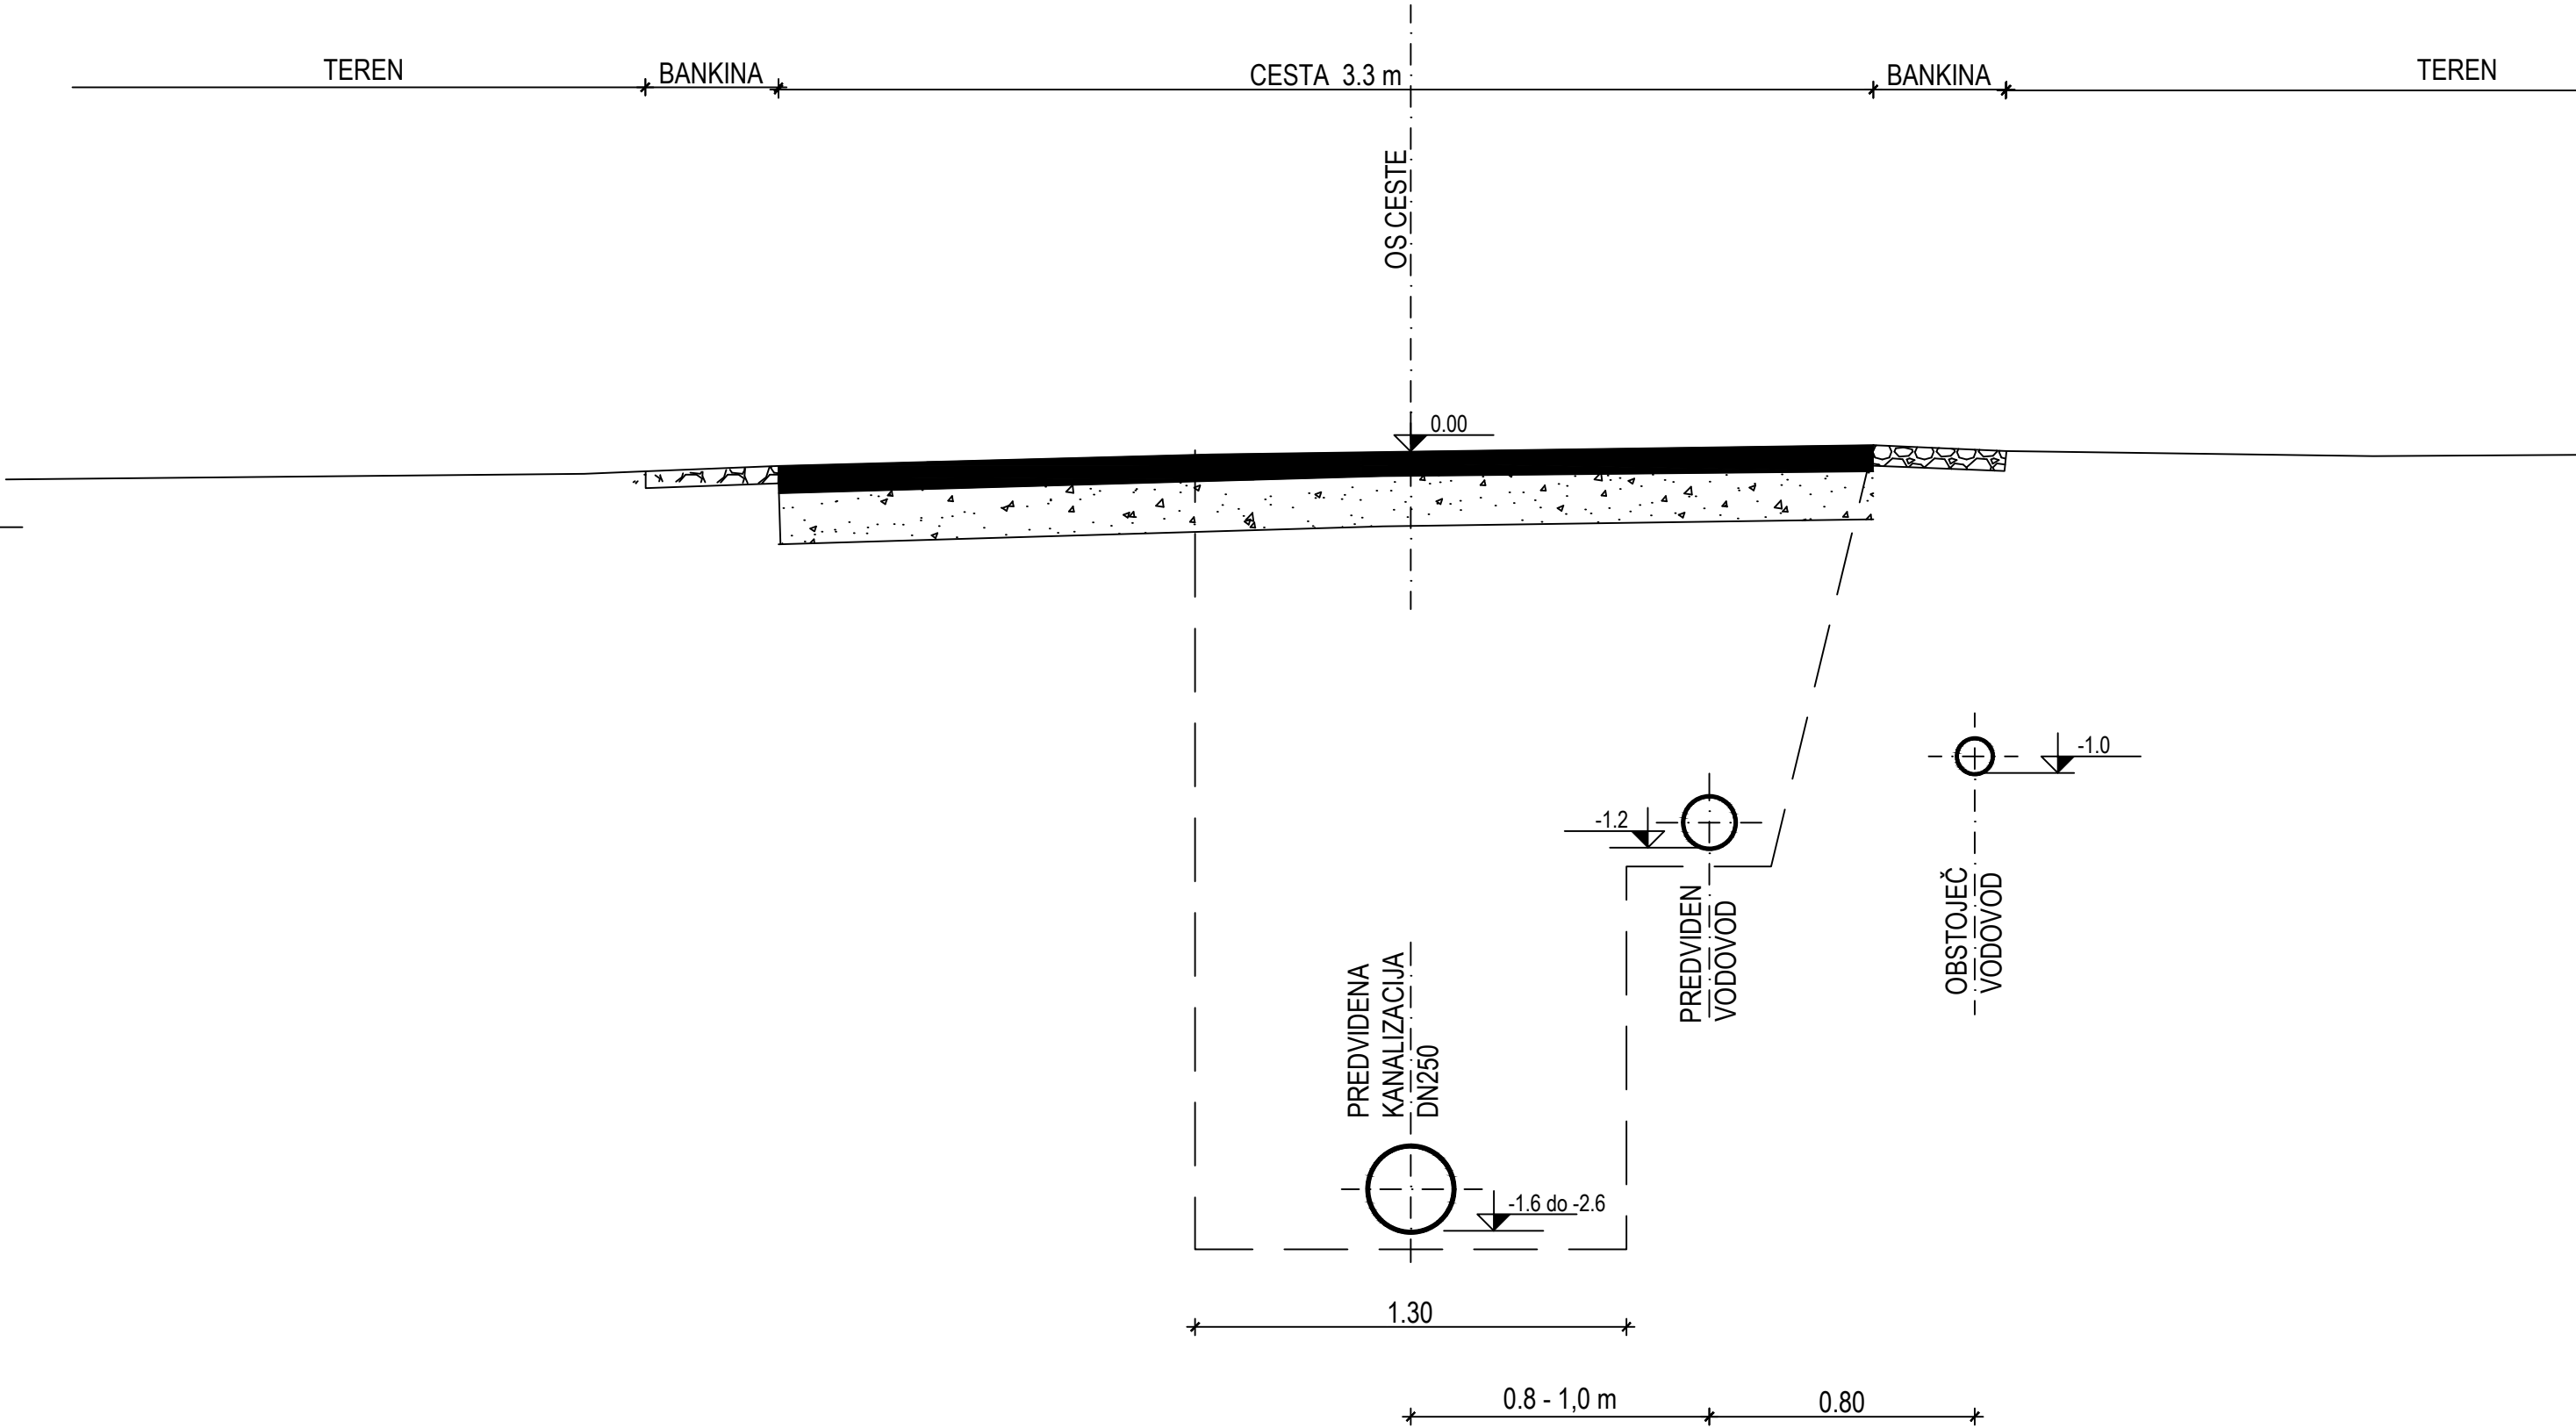 TEREN
BANKINA
CESTA 3.3 m
BANKINA
TEREN
OS CESTE
0.00
-1.0
-1.2
OBSTOJEČ
VODOVOD
PREDVIDEN
VODOVOD
PREDVIDENA
KANALIZACIJA
DN250
-1.6 do -2.6
1.30
0.8 - 1,0 m
0.80